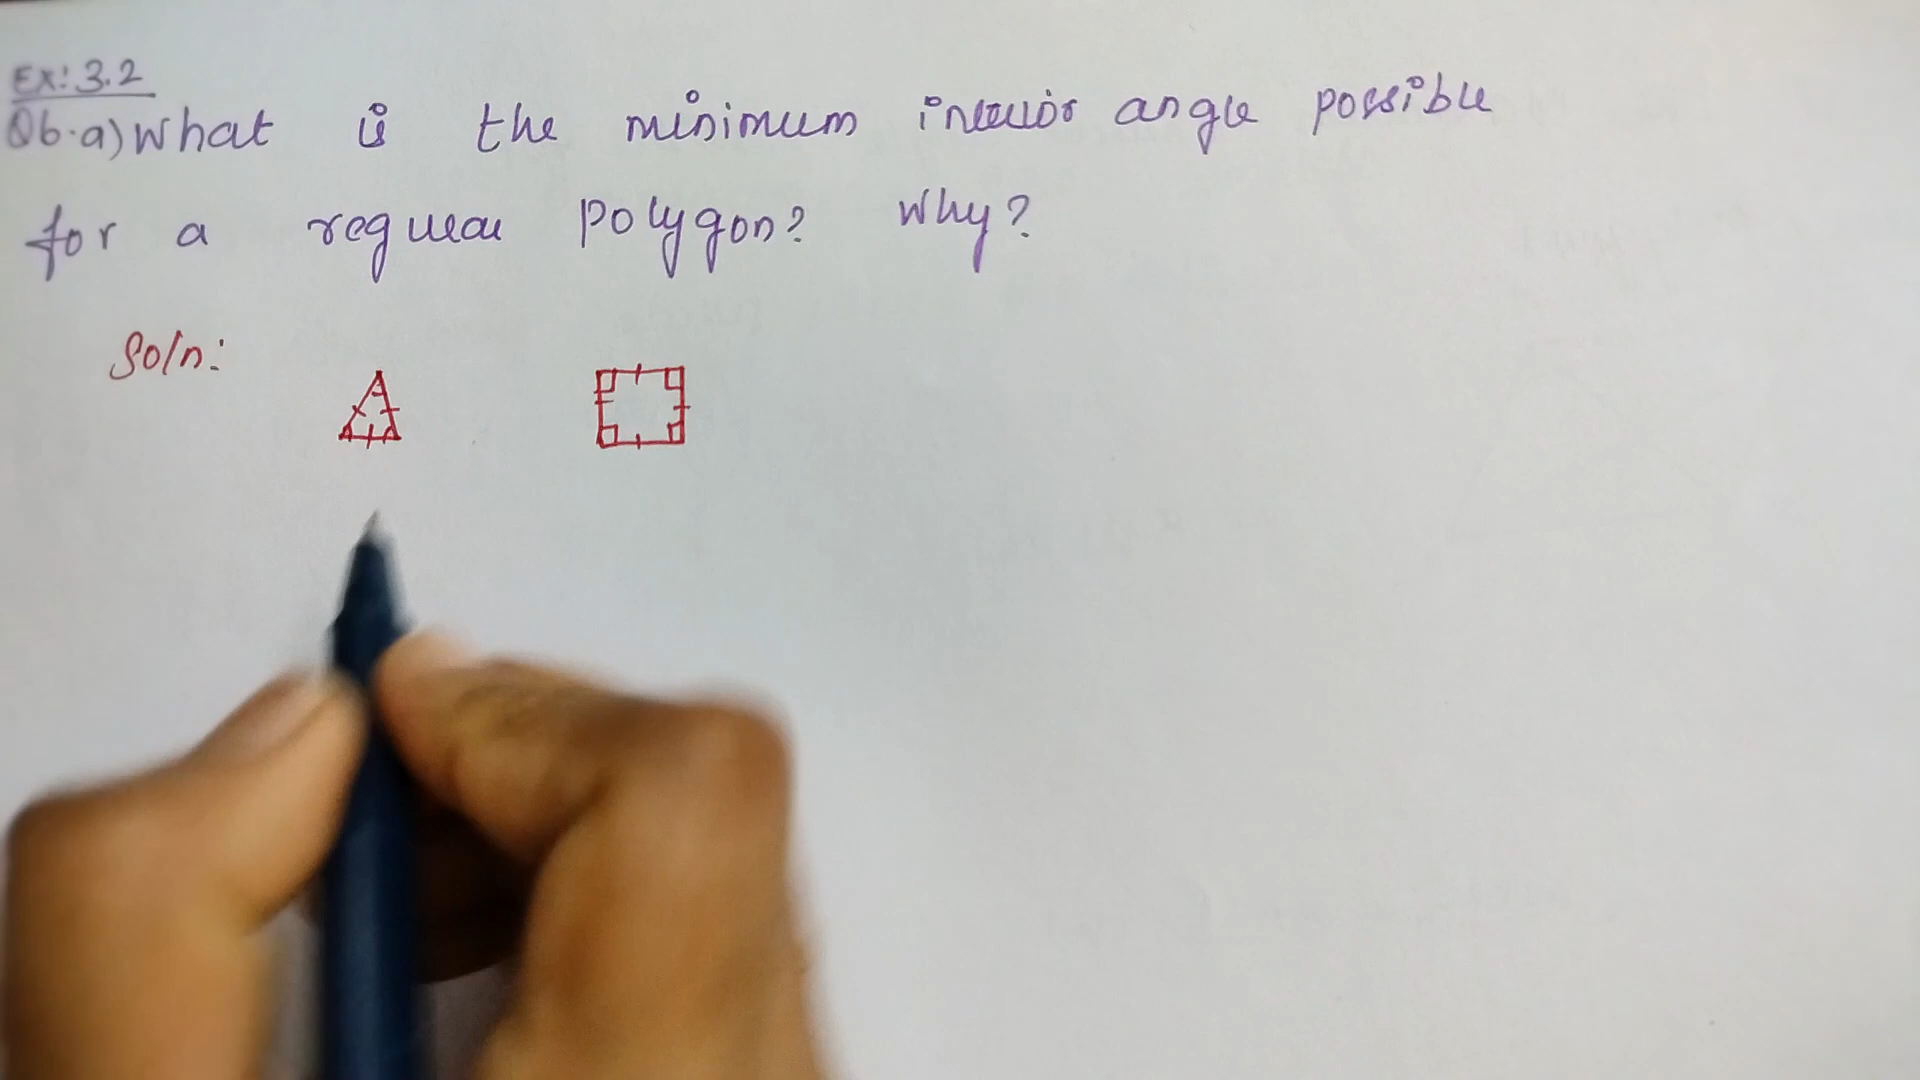 Ex: 3.2
Q6.a) What is the minimum interior angle possible
for a regular polygon? Why?
Soln: